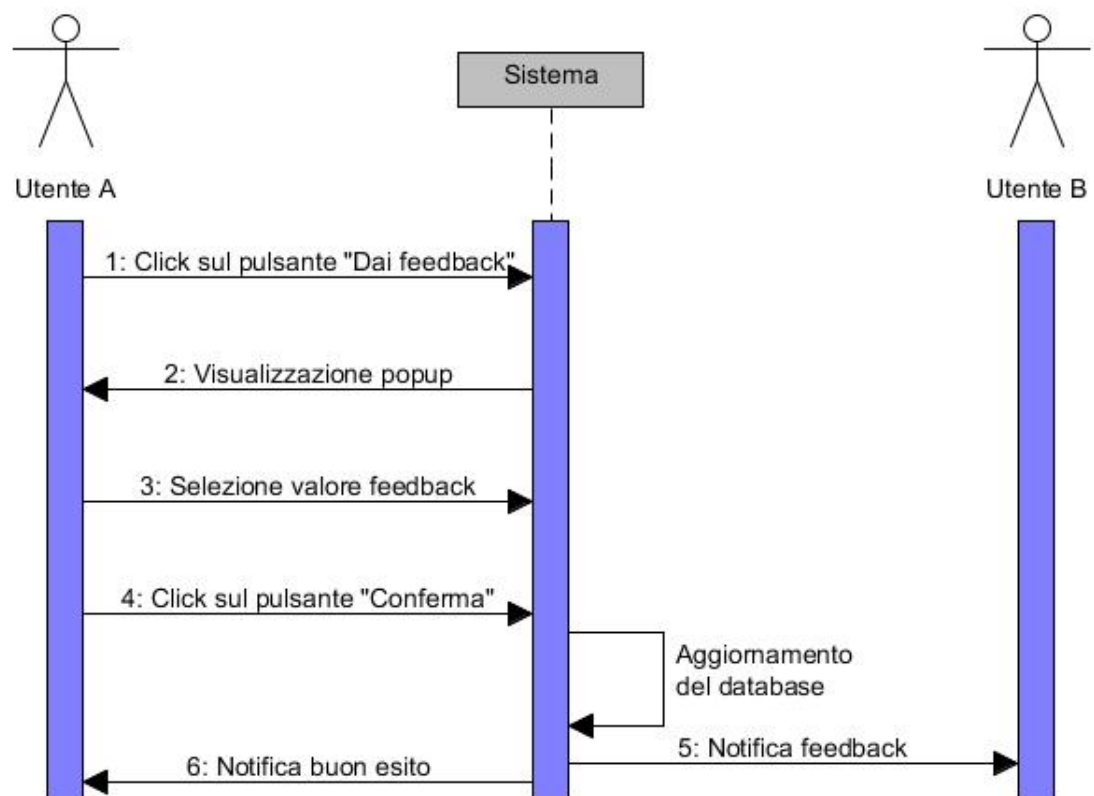 Sistema
Utente A
Utente B
1: Click sul pulsante "Dai feedback"
2: Visualizzazione popup
3: Selezione valore feedback
4: Click sul pulsante "Conferma"
Aggiornamento
del database
5: Notifica feedback
6: Notifica buon esito